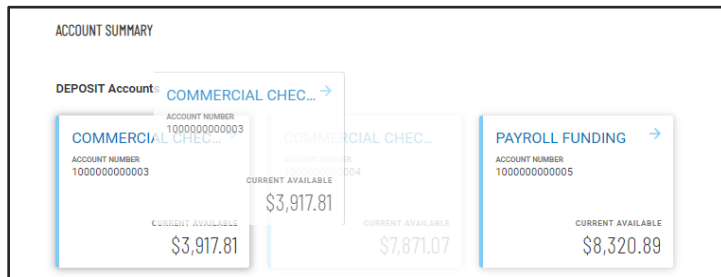 ACCOUNT SUMMARY
DEPOSIT Accounts
COMMERCIAL CHEC...
ACCOUNT NUMBER
1000000000003
CURRENT AVAILABLE
$3,917.81
COMMERCIAL CHEC...
ACCOUNT NUMBER
1000000000003
CURRENT AVAILABLE
$3,917.81
COMMERCIAL CHEC...
CURRENT AVAILABLE
$7,871.07
PAYROLL FUNDING
ACCOUNT NUMBER
1000000000005
CURRENT AVAILABLE
$8,320.89